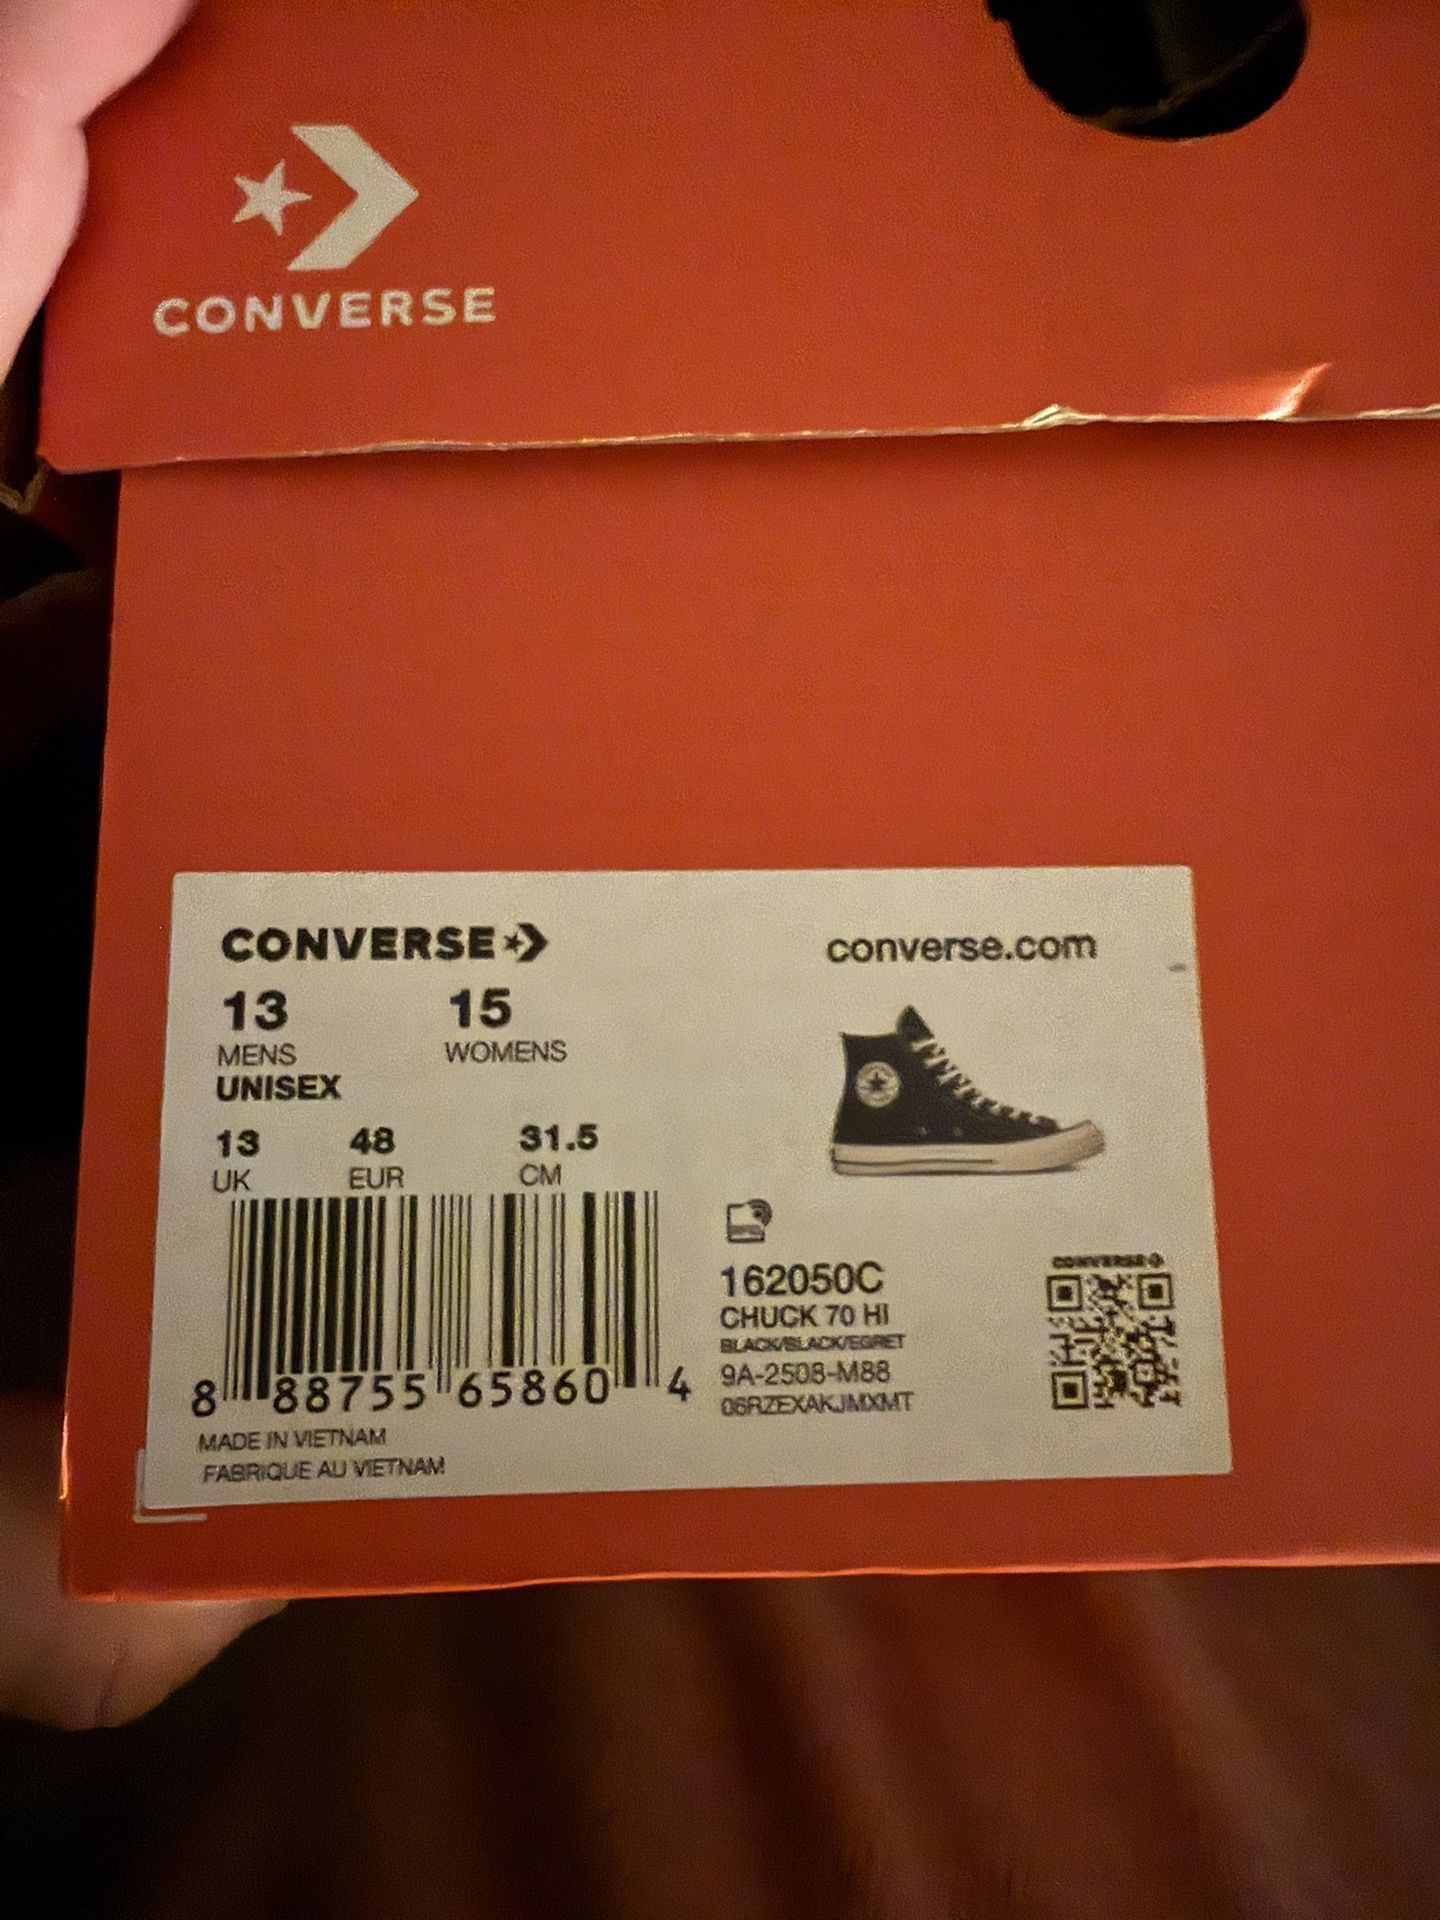 CONVERSE
CONVERSE
converse.com
13 15
MENS WOMENS
UNISEX
13 48 31.5
UK EUR CM
8 88755 65860 4
MADE IN VIETNAM
FABRIQUE AU VIETNAM
162050C
CHUCK 70 HI
BLACK/BLACK/EGRET
9A-2508-M88
06RZEXAKJMXMT
CONVERSE